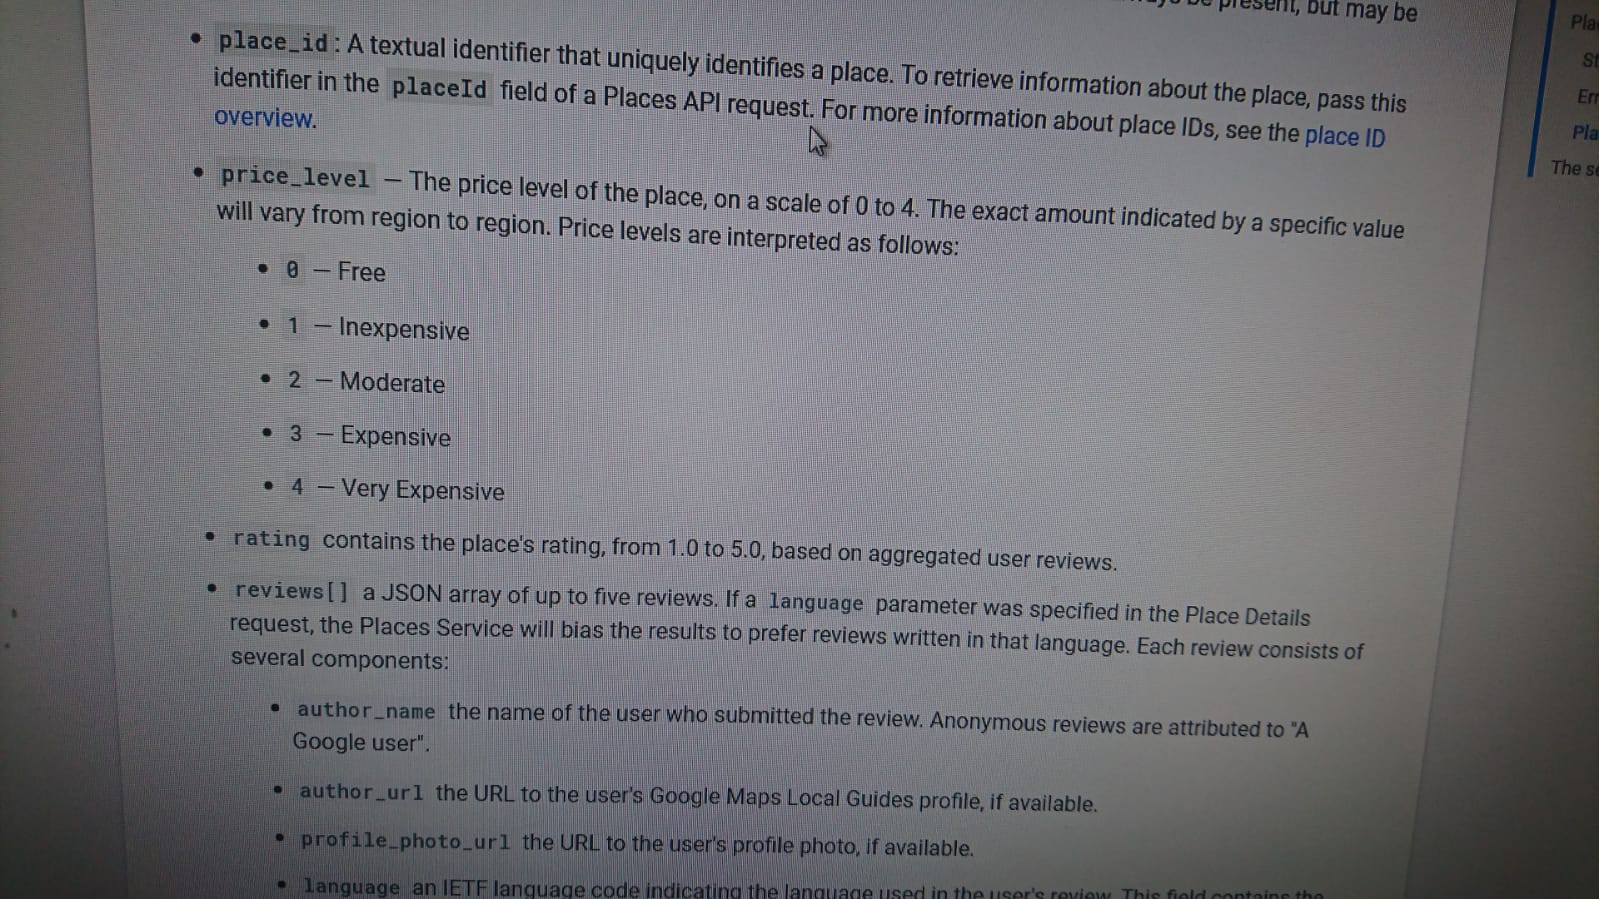 be present, but may be
place_id: A textual identifier that uniquely identifies a place. To retrieve information about the place, pass this
identifier in the placeId field of a Places API request. For more information about place IDs, see the place ID
overview.
price_level — The price level of the place, on a scale of 0 to 4. The exact amount indicated by a specific value
will vary from region to region. Price levels are interpreted as follows:
0 — Free
1 — Inexpensive
2 — Moderate
3 — Expensive
4 — Very Expensive
rating contains the place's rating, from 1.0 to 5.0, based on aggregated user reviews.
reviews[] a JSON array of up to five reviews. If a language parameter was specified in the Place Details
request, the Places Service will bias the results to prefer reviews written in that language. Each review consists of
several components:
author_name the name of the user who submitted the review. Anonymous reviews are attributed to "A
Google user".
author_url the URL to the user's Google Maps Local Guides profile, if available.
profile_photo_url the URL to the user's profile photo, if available.
language an IETF language code indicating the language used in the user's review. This field contains the
The